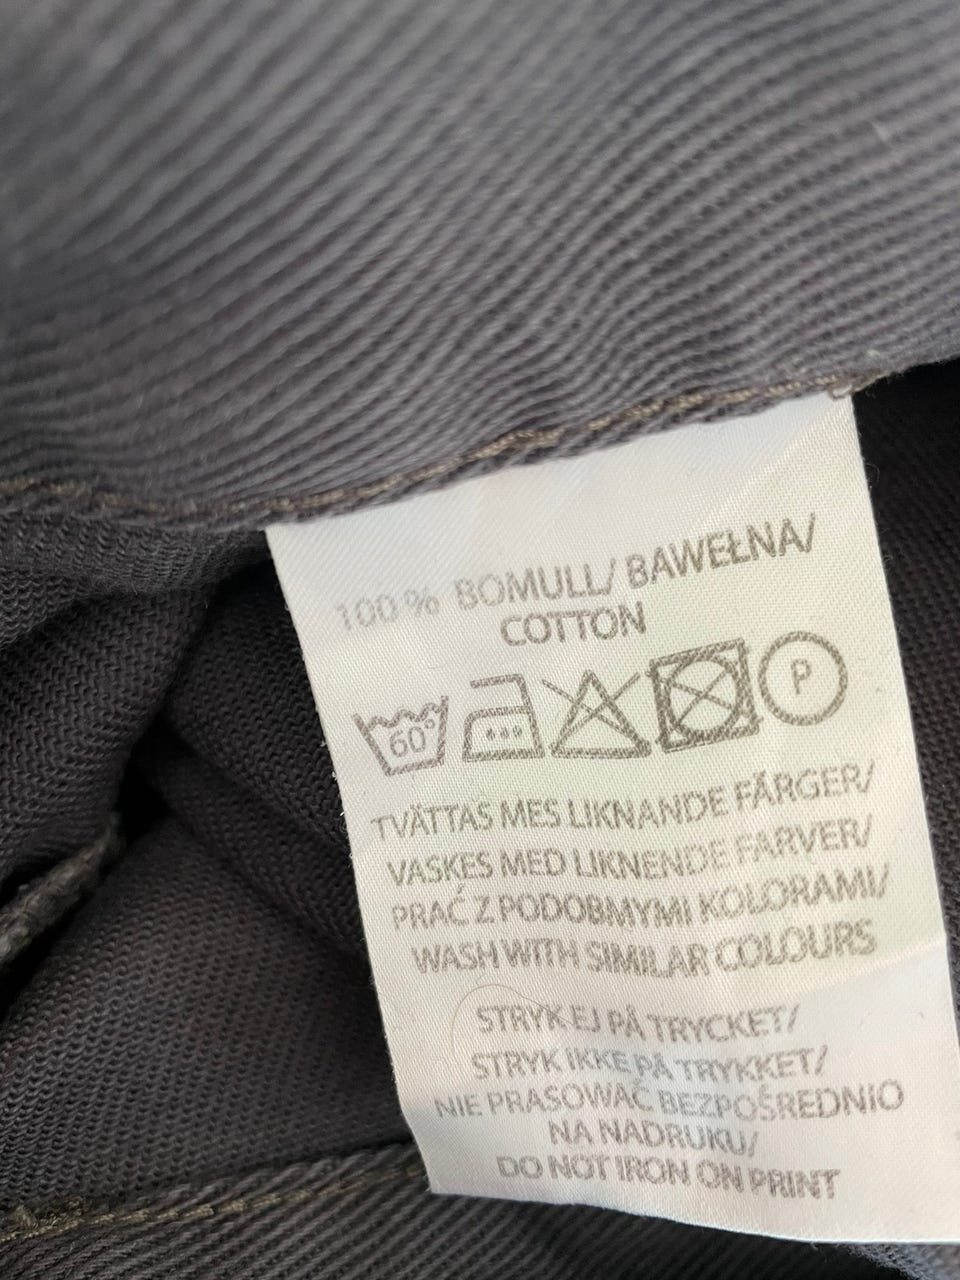 100 % BOMULL/ BAWEŁNA/
COTTON
60° P
TVÄTTAS MES LIKNANDE FÄRGER/
VASKES MED LIKNENDE FARVER/
PRAĆ Z PODOBMYMI KOLORAMI/
WASH WITH SIMILAR COLOURS
STRYK EJ PÅ TRYCKET/
STRYK IKKE PÅ TRYKKET/
NIE PRASOWAĆ BEZPOŚREDNIO
NA NADRUKU/
DO NOT IRON ON PRINT